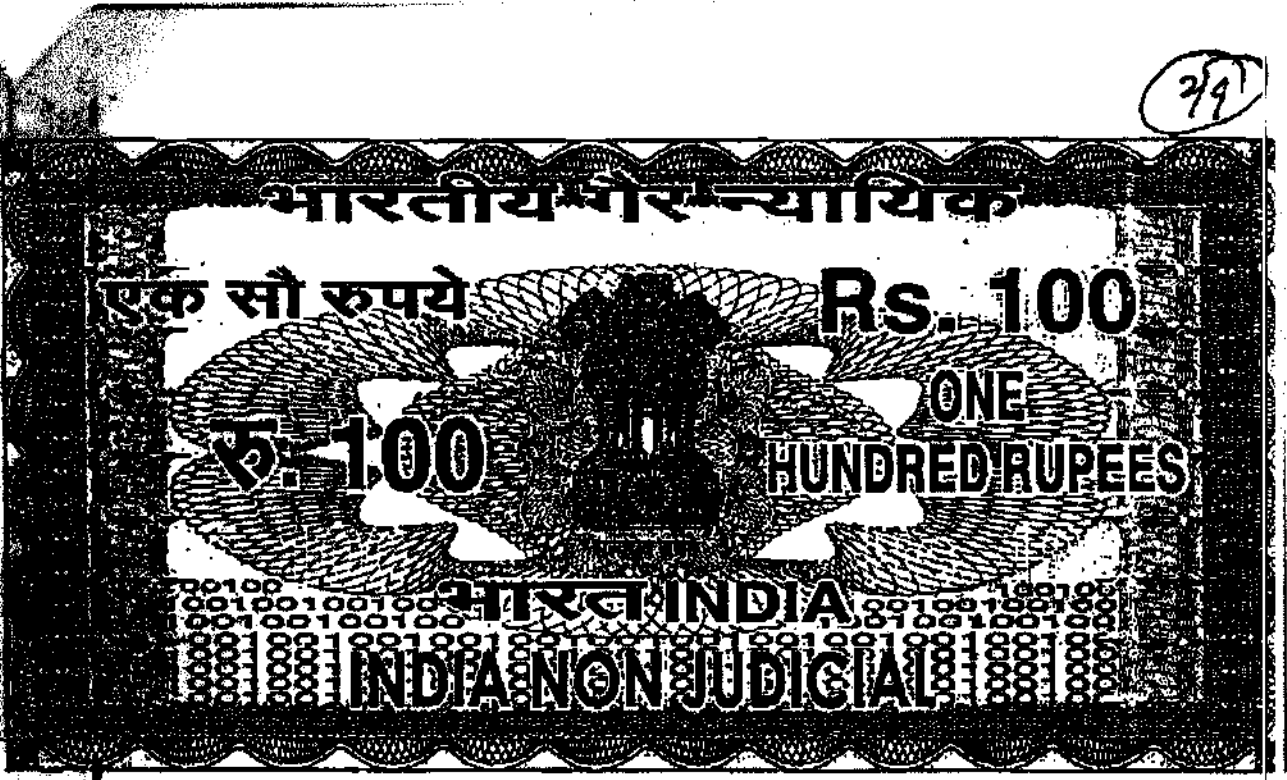 भारतीय गैर न्यायिक
एक सौ रुपये
Rs. 100
रु. 100
ONE
HUNDRED RUPEES
भारत INDIA
INDIA NON JUDICIAL